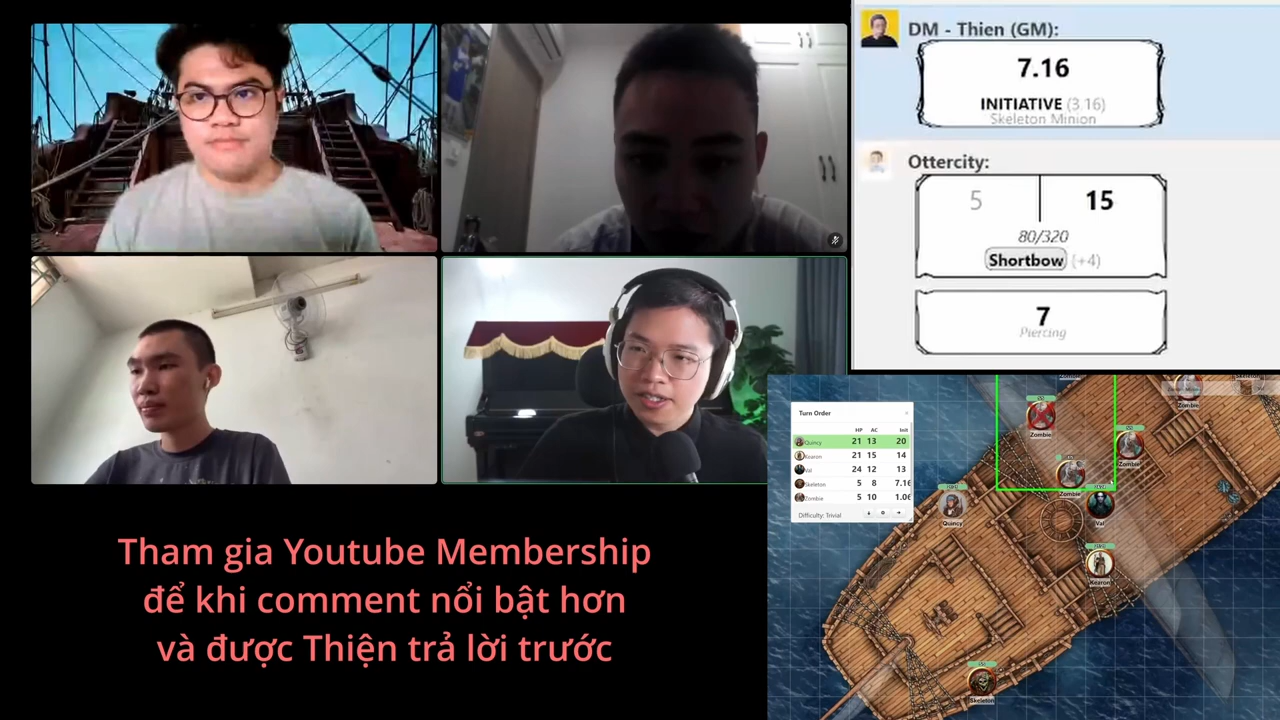 DM - Thien (GM):
7.16
INITIATIVE (3.16)
Skeleton Minion
Ottercity:
5 15
80/320
Shortbow (+4)
7
Piercing
Turn Order ×
HP AC Init
Quincy 21 13 20
Kearon 21 15 14
Val 24 12 13
Skeleton 5 8 7.16
Zombie 5 10 1.06
Difficulty: Trivial
Zombie
Zombie
Zombie
Zombie
Quincy
Val
Kearon
Skeleton
Tham gia Youtube Membership
để khi comment nổi bật hơn
và được Thiện trả lời trước